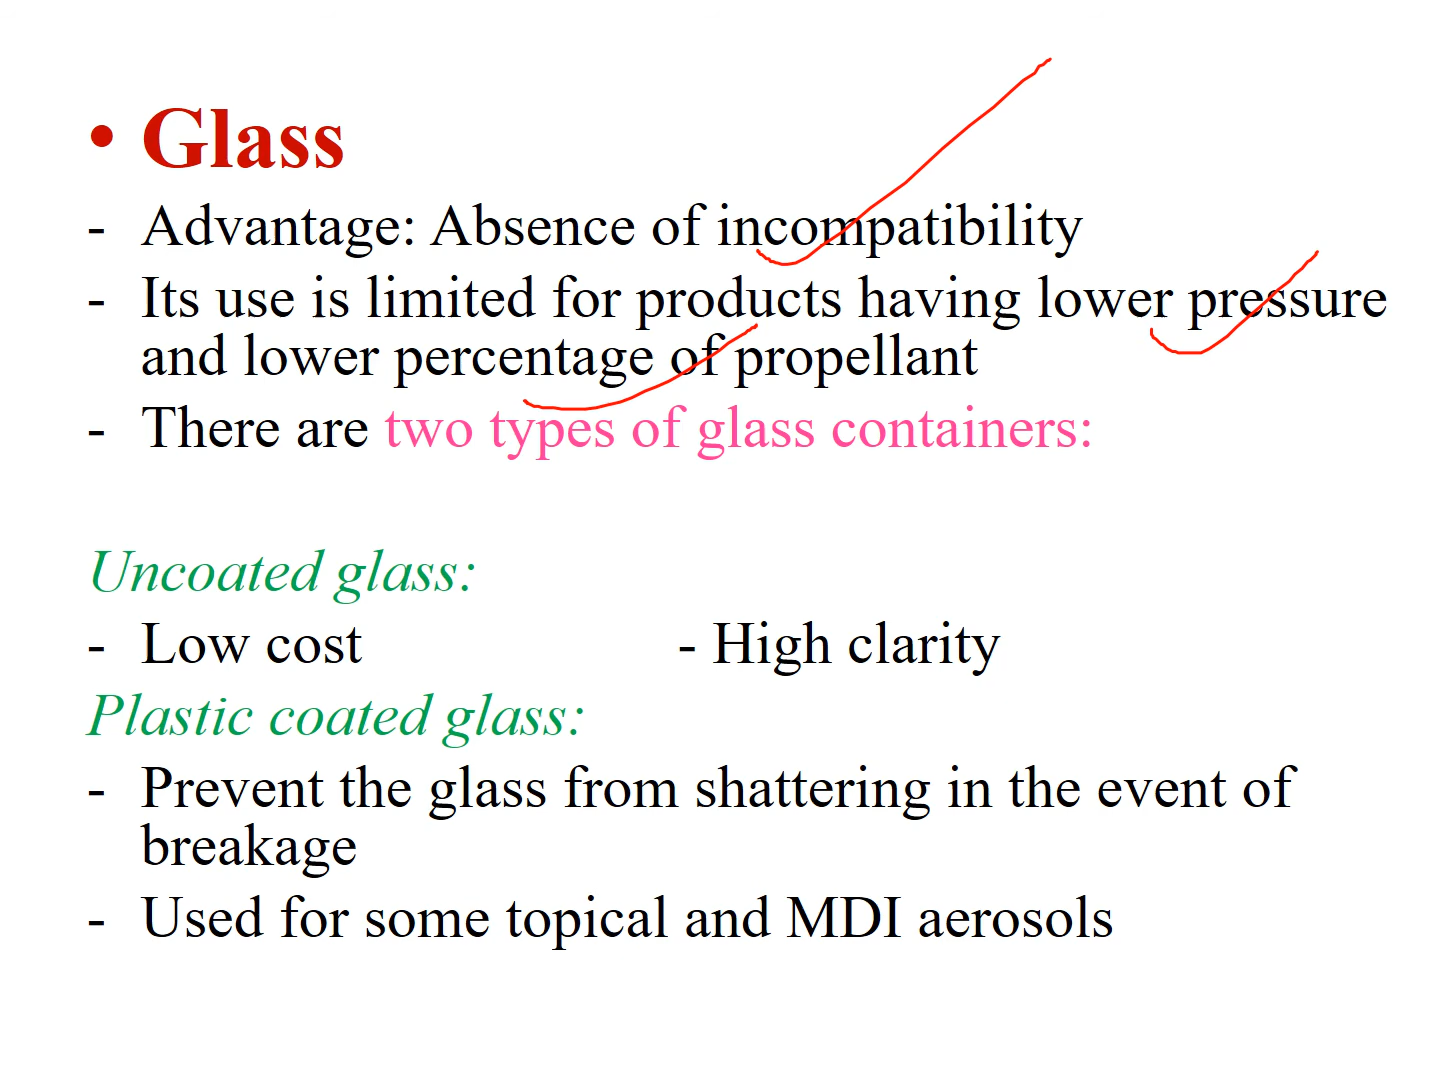 • Glass
- Advantage: Absence of incompatibility
- Its use is limited for products having lower pressure
and lower percentage of propellant
- There are two types of glass containers:
Uncoated glass:
- Low cost - High clarity
Plastic coated glass:
- Prevent the glass from shattering in the event of
breakage
- Used for some topical and MDI aerosols